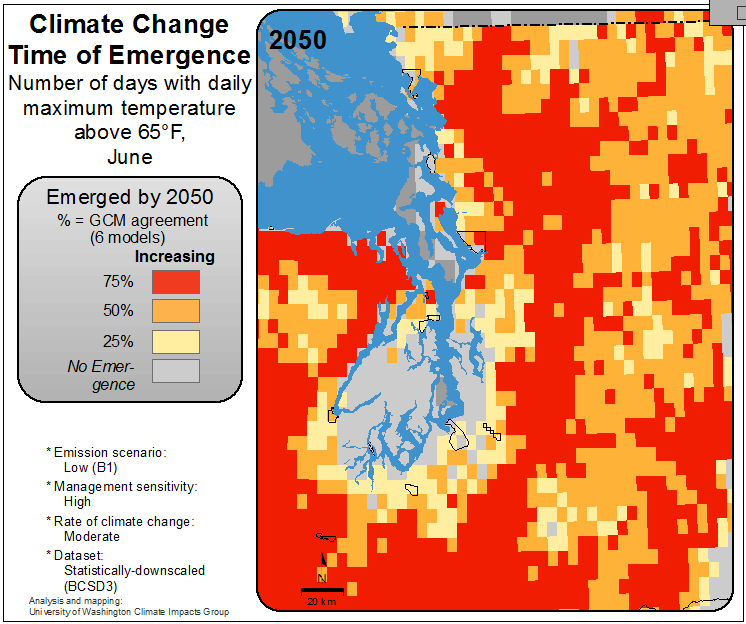 Climate Change
Time of Emergence
Number of days with daily
maximum temperature
above 65°F,
June
Emerged by 2050
% = GCM agreement
(6 models)
Increasing
75%
50%
25%
No Emer-
gence
* Emission scenario:
Low (B1)
* Management sensitivity:
High
* Rate of climate change:
Moderate
* Dataset:
Statistically-downscaled
(BCSD3)
Analysis and mapping:
University of Washington Climate Impacts Group
2050
N
20 km